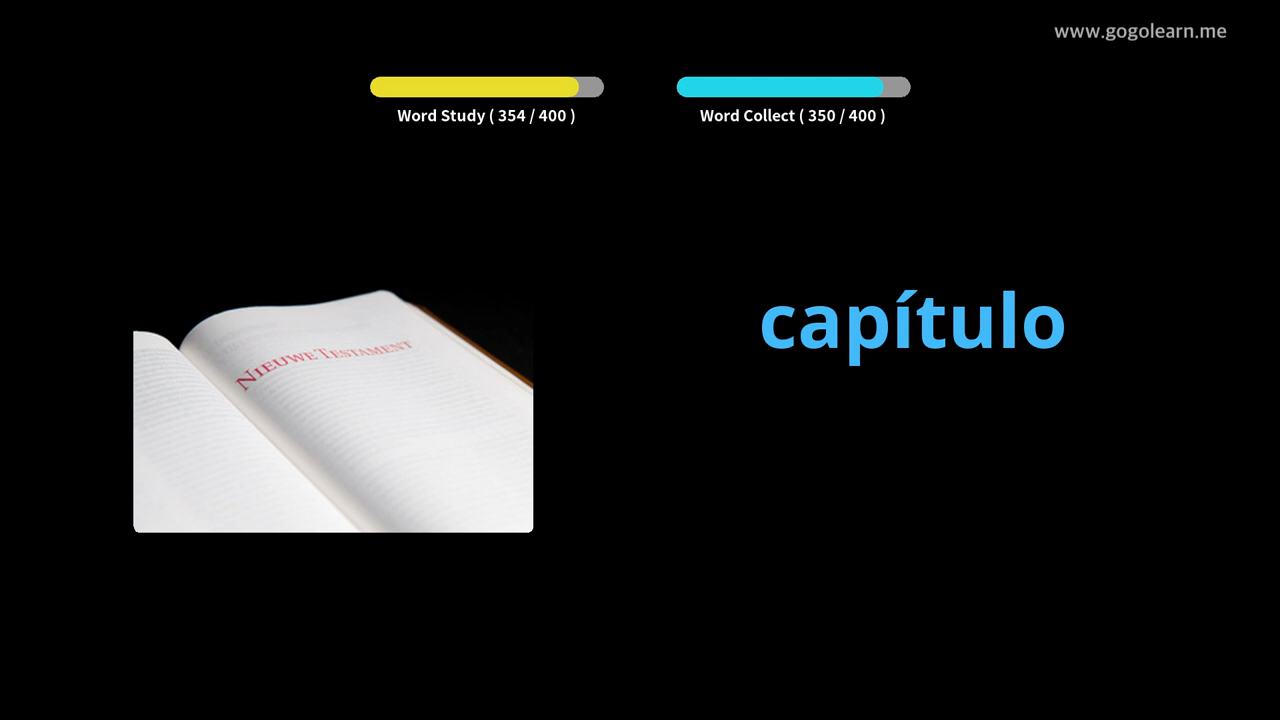 www.gogolearn.me
Word Study ( 354 / 400 )
Word Collect ( 350 / 400 )
capítulo
NIEUWE TESTAMENT